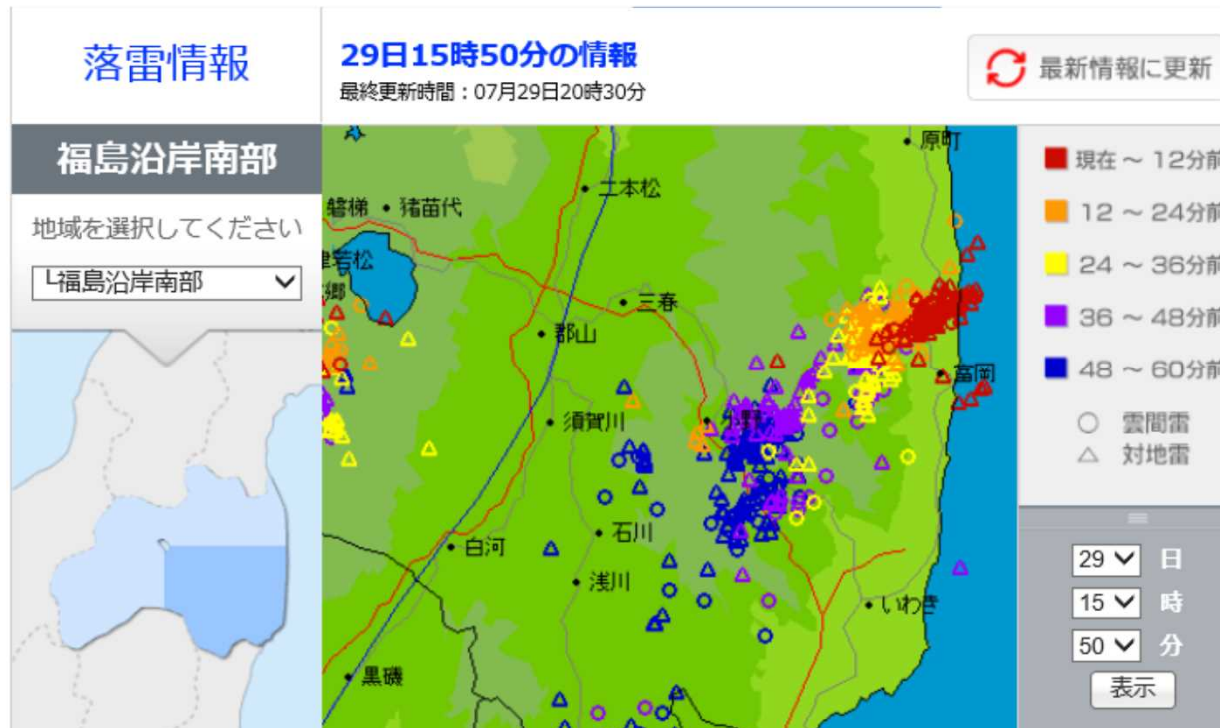 落雷情報
29日15時50分の情報
最終更新時間：07月29日20時30分
最新情報に更新
福島沿岸南部
地域を選択してください
└福島沿岸南部
原町
二本松
磐梯
猪苗代
若松
郷
三春
郡山
富岡
須賀川
小野
石川
白河
浅川
いわき
黒磯
現在 ～ 12分前
12 ～ 24分前
24 ～ 36分前
36 ～ 48分前
48 ～ 60分前
○ 雲間雷
△ 対地雷
29 日
15 時
50 分
表示